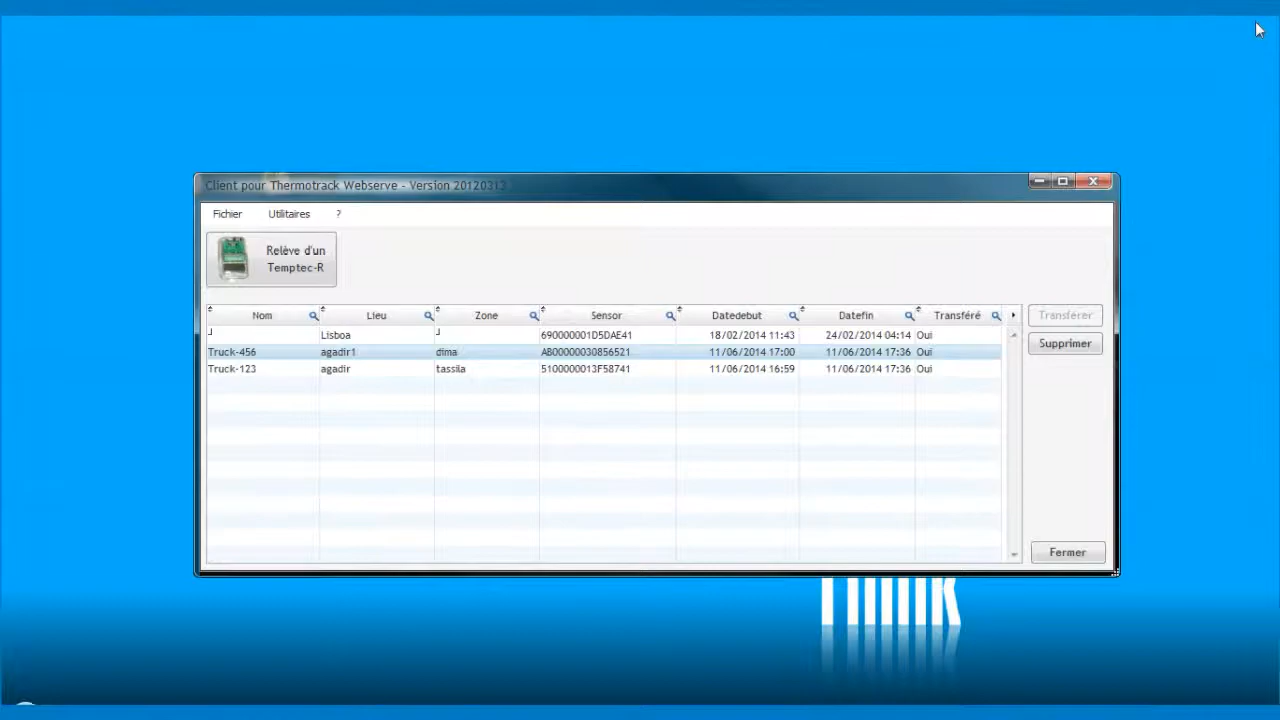 Client pour Thermotrack Webserve - Version 20120313
Fichier Utilitaires ?
Relève d'un
Temptec-R
Nom Lieu Zone Sensor Datedebut Datefin Transféré
Lisboa 690000001D5DAE41 18/02/2014 11:43 24/02/2014 04:14 Oui
Truck-456 agadir1 dima AB00000030856521 11/06/2014 17:00 11/06/2014 17:36 Oui
Truck-123 agadir tassila 5100000013F58741 11/06/2014 16:59 11/06/2014 17:36 Oui
Transférer
Supprimer
Fermer